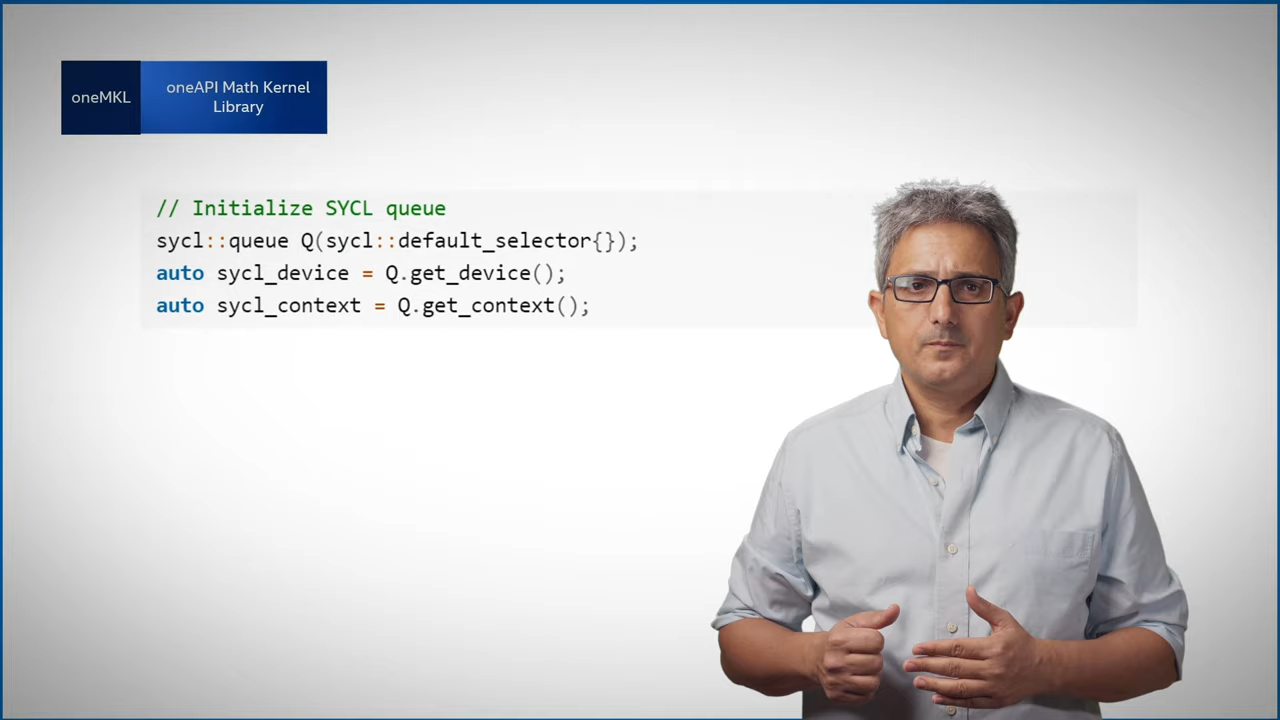 oneMKL
oneAPI Math Kernel
Library
// Initialize SYCL queue
sycl::queue Q(sycl::default_selector{});
auto sycl_device = Q.get_device();
auto sycl_context = Q.get_context();